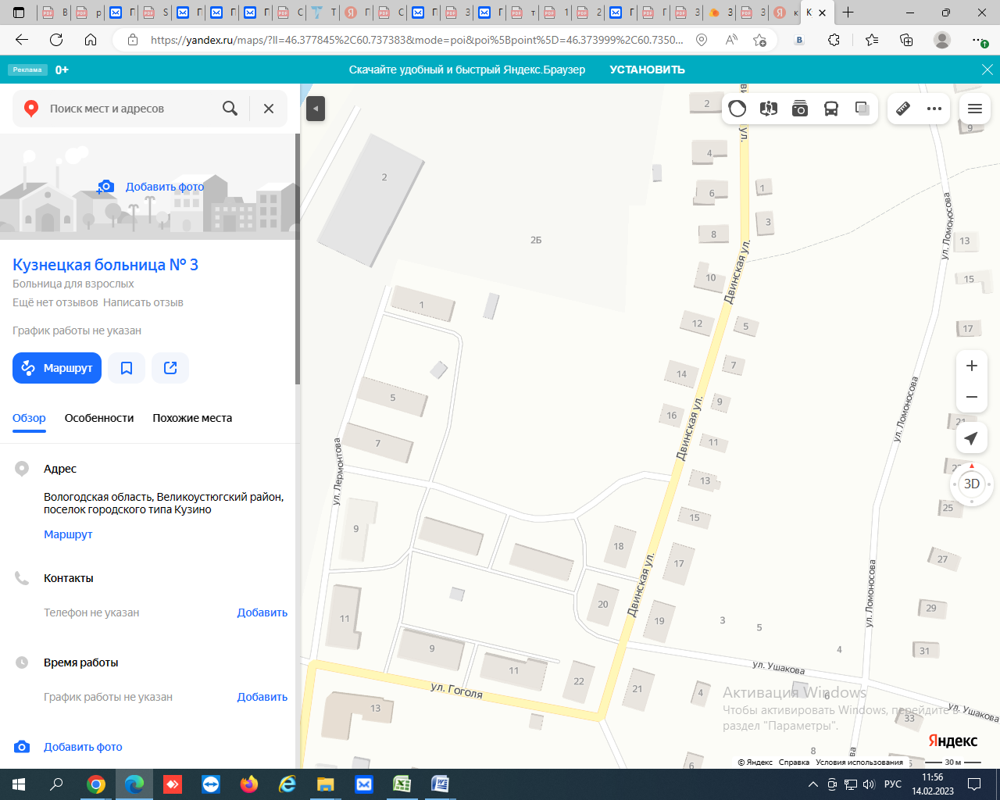 https://yandex.ru/maps/?ll=46.377845%2C60.737383&mode=poi&poi%5Bpoint%5D=46.373999%2C60.7350...
Реклама
0+
Скачайте удобный и быстрый Яндекс.Браузер
УСТАНОВИТЬ
Поиск мест и адресов
Добавить фото
Кузнецкая больница № 3
Больница для взрослых
Ещё нет отзывов Написать отзыв
График работы не указан
Маршрут
Обзор
Особенности
Похожие места
Адрес
Вологодская область, Великоустюгский район,
поселок городского типа Кузино
Маршрут
Контакты
Телефон не указан
Добавить
Время работы
График работы не указан
Добавить
Добавить фото
2
2
9
4
2
6
1
3
8
2Б
13
10
15
1
12
5
17
7
14
5
9
16
21
7
11
13
15
25
9
18
27
17
20
29
11
19
3
5
9
4
31
11
22
21
4
6
13
33
8
6
5
Двинская ул.
Двинская ул.
Двинская ул.
ул. Ломоносова
ул. Ломоносова
ул. Ломоносова
ул. Лермонтова
ул. Гоголя
ул. Ушакова
ул. Ушакова
3D
Активация Windows
Чтобы активировать Windows, перейдите в
раздел "Параметры".
Яндекс
© Яндекс Справка Условия использования
30 м
РУС
11:56
14.02.2023